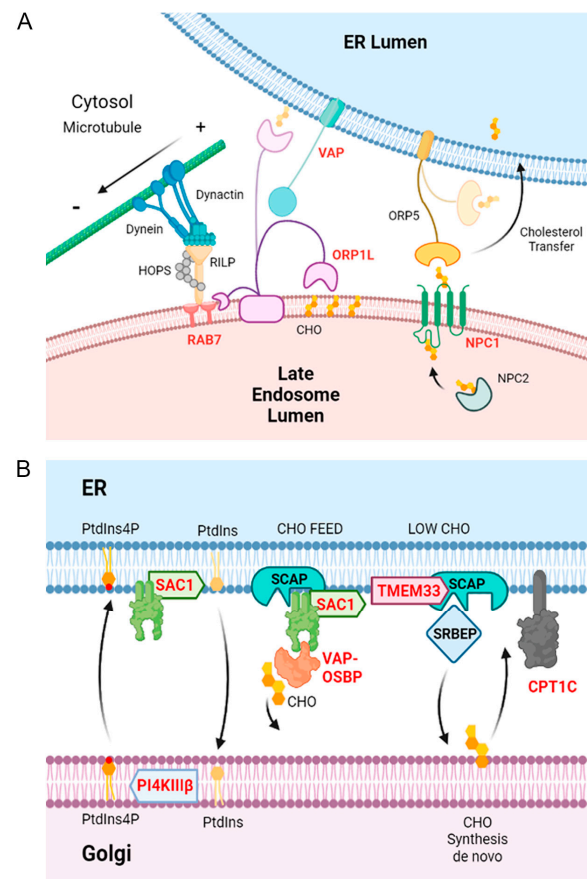 A
ER Lumen
Cytosol
Microtubule
+
-
VAP
Dynactin
Dynein
ORP5
Cholesterol
Transfer
HOPS
RILP
ORP1L
RAB7
CHO
NPC1
Late
Endosome
Lumen
NPC2
B
ER
PtdIns4P
PtdIns
CHO FEED
LOW CHO
SAC1
SCAP
SAC1
TMEM33
SCAP
SRBEP
VAP-
OSBP
CHO
CPT1C
PI4KIIIβ
PtdIns4P
PtdIns
CHO
Synthesis
de novo
Golgi